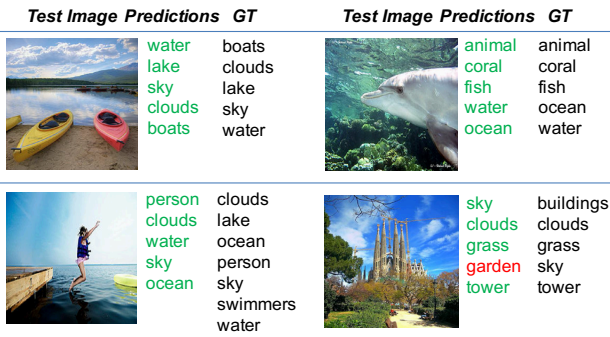 Test Image Predictions GT
Test Image Predictions GT
water
lake
sky
clouds
boats
boats
clouds
lake
sky
water
animal
coral
fish
water
ocean
animal
coral
fish
ocean
water
person
clouds
water
sky
ocean
clouds
lake
ocean
person
sky
swimmers
water
sky
clouds
grass
garden
tower
buildings
clouds
grass
sky
tower